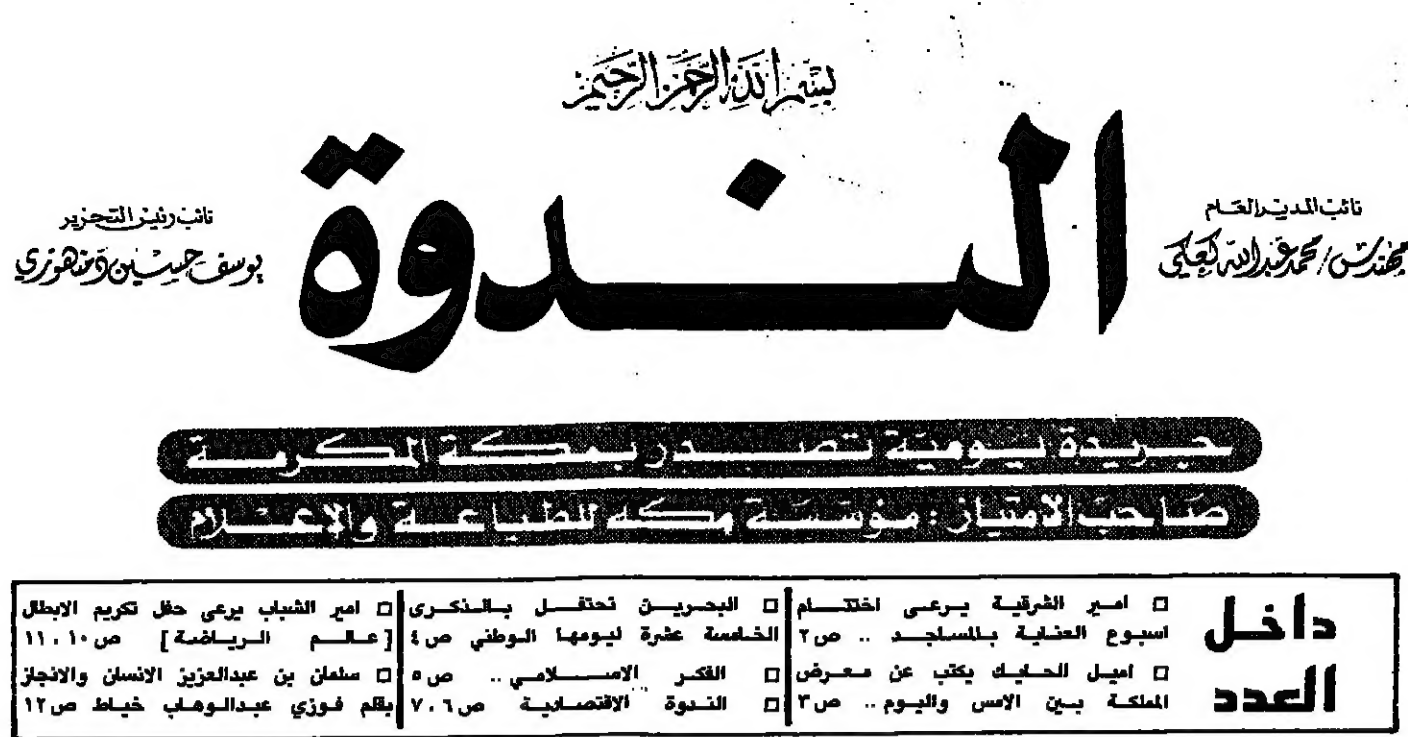 بسم الله الرحمن الرحيم
الندوة
نائب المدير العام
مهندس / محمد عبدالله كعكي
نائب رئيس التحرير
يوسف حسين دمنهوري
جريدة يومية تصدر بمكة المكرمة
صاحب الامتياز : مؤسسة مكة للطباعة والإعلام
داخل
العدد
□ امير الشرقية يرعى اختتام
اسبوع العناية بالمساجد .. ص٢
□ اميل الحايك يكتب عن معرض
المملكة بين الامس واليوم .. ص٣
□ البحرين تحتفل بالذكرى
الخامسة عشرة ليومها الوطني ص٤
□ الفكر الاسلامي .. ص٥
□ الندوة الاقتصادية ص٧،٦
□ امير الشباب يرعى حفل تكريم الابطال
[عالم الرياضة] ص١١،١٠
□ سلمان بن عبدالعزيز الانسان والانجاز
بقلم فوزي عبدالوهاب خياط ص١٢